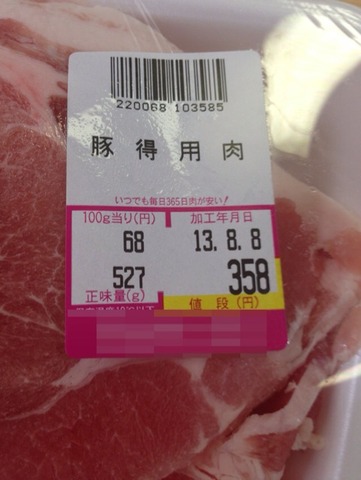 220068 103585
豚得用肉
いつでも毎日365日肉が安い!
100g当り(円) 加工年月日
68 13.8.8
527 358
正味量(g) 値段(円)